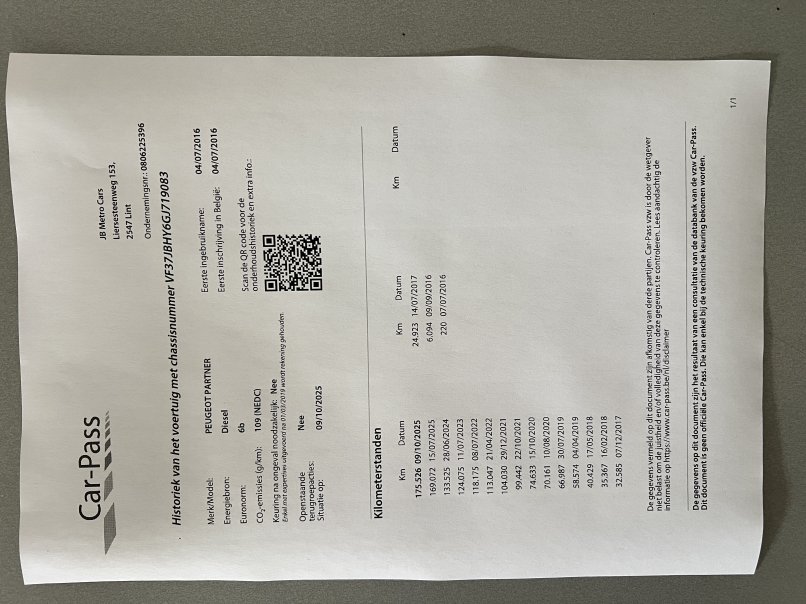 Car-Pass
JB Metro Cars
Liersesteenweg 153,
2547 Lint
Ondernemingsnr.: 0806225396
Historiek van het voertuig met chassisnummer VF37JBHY6GJ719083
Merk/Model: PEUGEOT PARTNER
Eerste ingebruikname: 04/07/2016
Energiebron: Diesel
Eerste inschrijving in België: 04/07/2016
Euronorm: 6b
CO2-emissies (g/km): 109 (NEDC)
Scan de QR code voor de
onderhoudshistoriek en extra info.:
Keuring na ongeval noodzakelijk: Nee
Enkel met expertises uitgevoerd na 01/03/2019 wordt rekening gehouden.
Openstaande
terugroepacties: Nee
Situatie op: 09/10/2025
Kilometerstanden
Km Datum Km Datum Km Datum
175.526 09/10/2025 24.923 14/07/2017
169.072 15/07/2025 6.094 09/09/2016
133.525 28/06/2024 220 07/07/2016
124.075 11/07/2023
118.175 08/07/2022
113.047 21/04/2022
104.030 29/12/2021
99.442 22/10/2021
74.633 15/10/2020
70.161 10/08/2020
66.987 30/07/2019
58.574 04/04/2019
40.429 17/05/2018
35.367 16/02/2018
32.585 07/12/2017
De gegevens vermeld op dit document zijn afkomstig van derde partijen. Car-Pass vzw is door de wetgever
niet belast om de juistheid en/of volledigheid van deze gegevens te controleren. Lees aandachtig de
informatie op https://www.car-pass.be/nl/disclaimer
De gegevens op dit document zijn het resultaat van een consultatie van de databank van de vzw Car-Pass.
Dit document is geen officiële Car-Pass. Die kan enkel bij de technische keuring bekomen worden.
1/1